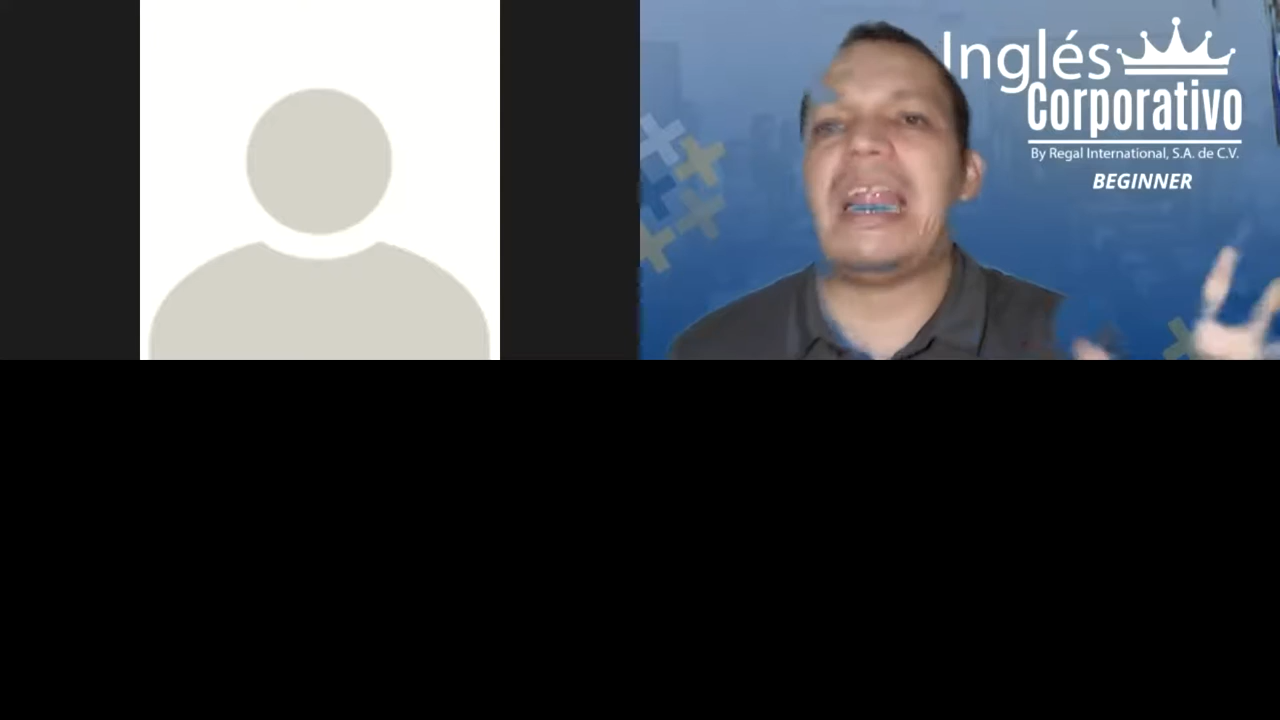 Inglés
Corporativo
By Regal International, S.A. de C.V.
BEGINNER